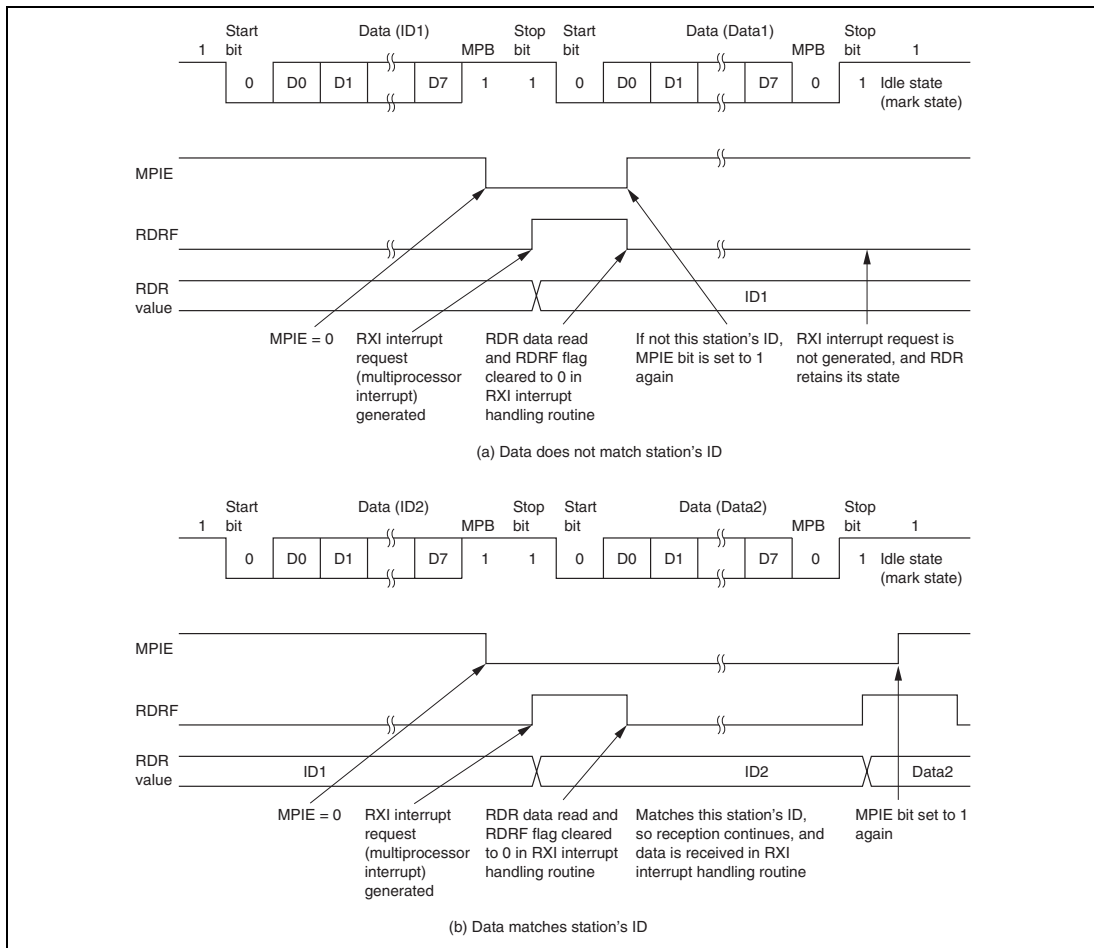 Start bit
Data (ID1)
Stop bit
Start bit
Data (Data1)
Stop bit
1
MPB
MPB
1
0
D0
D1
D7
1
1
0
D0
D1
D7
0
1
Idle state (mark state)
MPIE
RDRF
RDR value
ID1
MPIE = 0
RXI interrupt
request
(multiprocessor
interrupt)
generated
RDR data read
and RDRF flag
cleared to 0 in
RXI interrupt
handling routine
If not this station's ID,
MPIE bit is set to 1
again
RXI interrupt request is
not generated, and RDR
retains its state
(a) Data does not match station's ID
Start bit
Data (ID2)
Stop bit
Start bit
Data (Data2)
Stop bit
1
MPB
MPB
1
0
D0
D1
D7
1
1
0
D0
D1
D7
0
1
Idle state (mark state)
MPIE
RDRF
RDR value
ID1
ID2
Data2
MPIE = 0
RXI interrupt
request
(multiprocessor
interrupt)
generated
RDR data read and
RDRF flag cleared
to 0 in RXI interrupt
handling routine
Matches this station's ID,
so reception continues, and
data is received in RXI
interrupt handling routine
MPIE bit set to 1
again
(b) Data matches station's ID